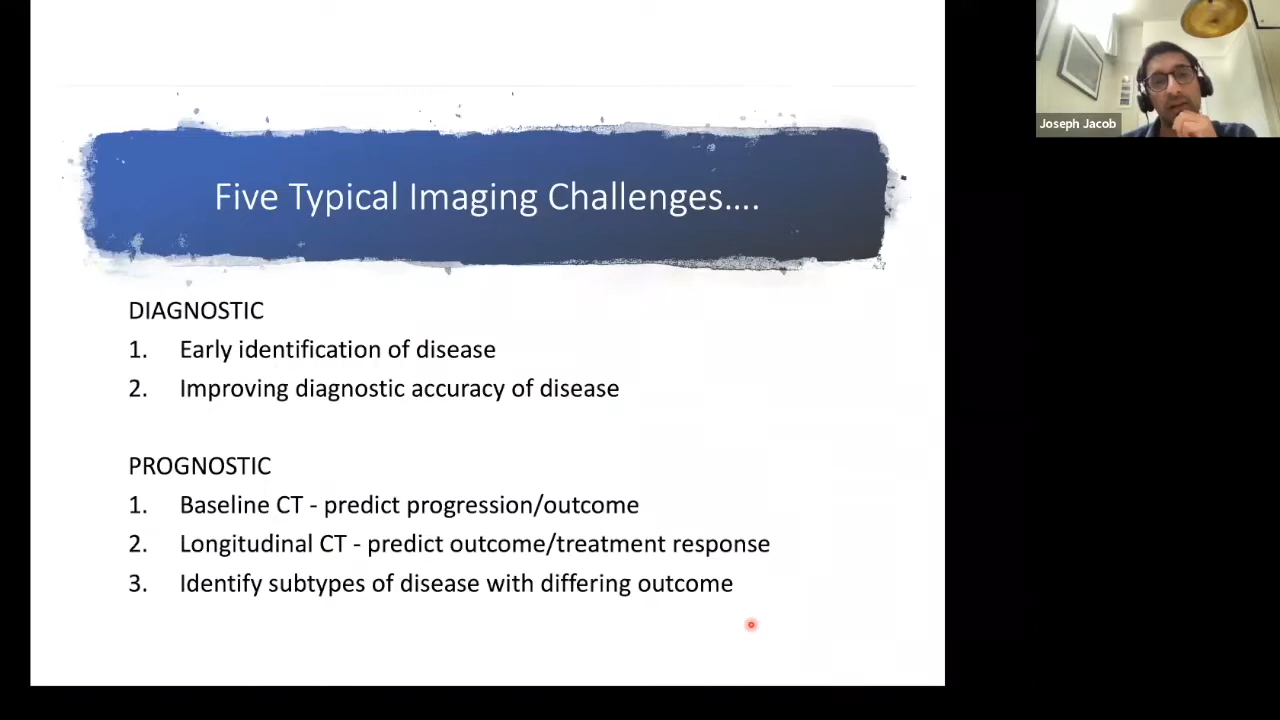 Five Typical Imaging Challenges....
DIAGNOSTIC
1. Early identification of disease
2. Improving diagnostic accuracy of disease
PROGNOSTIC
1. Baseline CT - predict progression/outcome
2. Longitudinal CT - predict outcome/treatment response
3. Identify subtypes of disease with differing outcome
Joseph Jacob